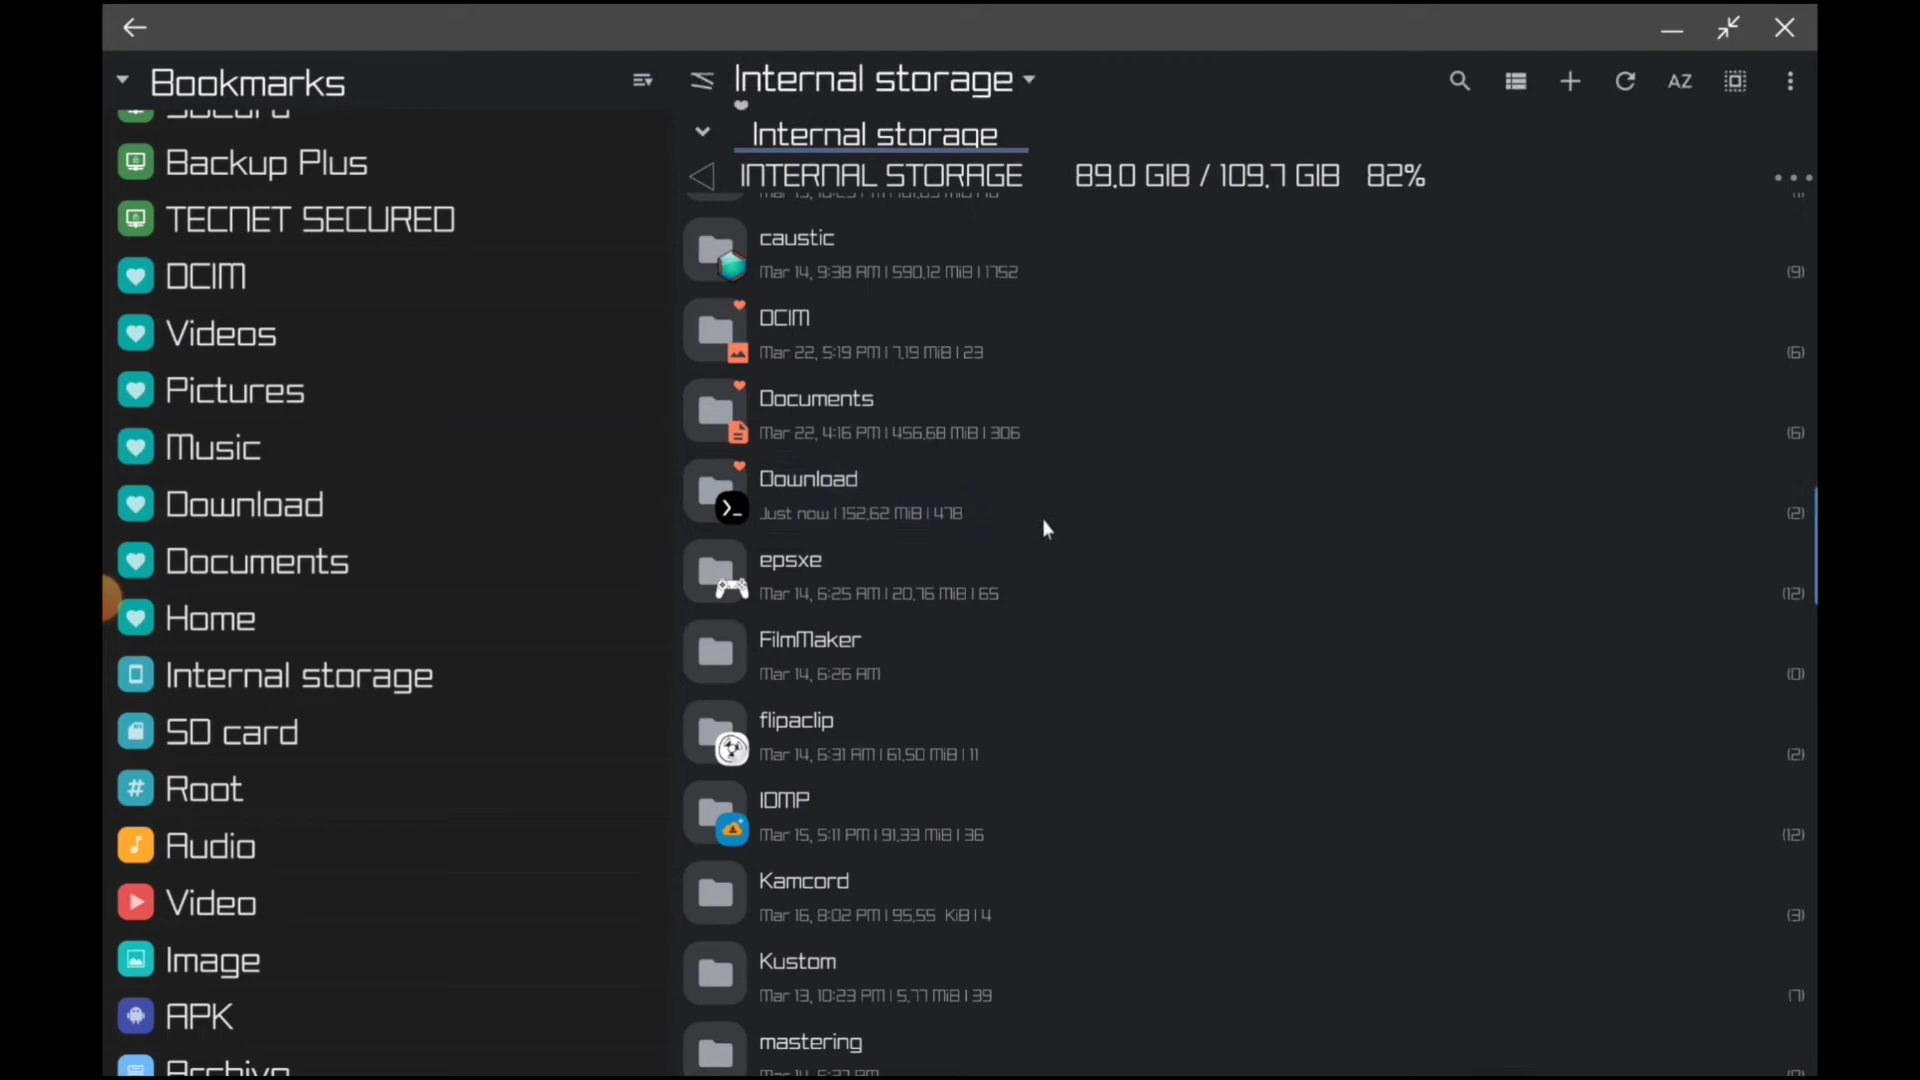 Bookmarks
Backup Plus
TECNET SECURED
DCIM
Videos
Pictures
Music
Download
Documents
Home
Internal storage
SD card
Root
Audio
Video
Image
APK
Archive
Internal storage
AZ
Internal storage
INTERNAL STORAGE 89.0 GIB / 109.7 GIB 82%
caustic
Mar 14, 9:38 AM | 590.12 MiB | 1752 (9)
DCIM
Mar 22, 5:19 PM | 7.19 MiB | 23 (6)
Documents
Mar 22, 4:16 PM | 456.68 MiB | 306 (6)
Download
Just now | 152.62 MiB | 478 (2)
epsxe
Mar 14, 6:25 AM | 20.76 MiB | 65 (12)
FilmMaker
Mar 14, 6:26 AM (0)
flipaclip
Mar 14, 6:31 AM | 61.50 MiB | 11 (2)
IDMP
Mar 15, 5:11 PM | 91.33 MiB | 36 (12)
Kamcord
Mar 16, 8:02 PM | 95.55 KiB | 4 (3)
Kustom
Mar 13, 10:23 PM | 5.77 MiB | 39 (7)
mastering